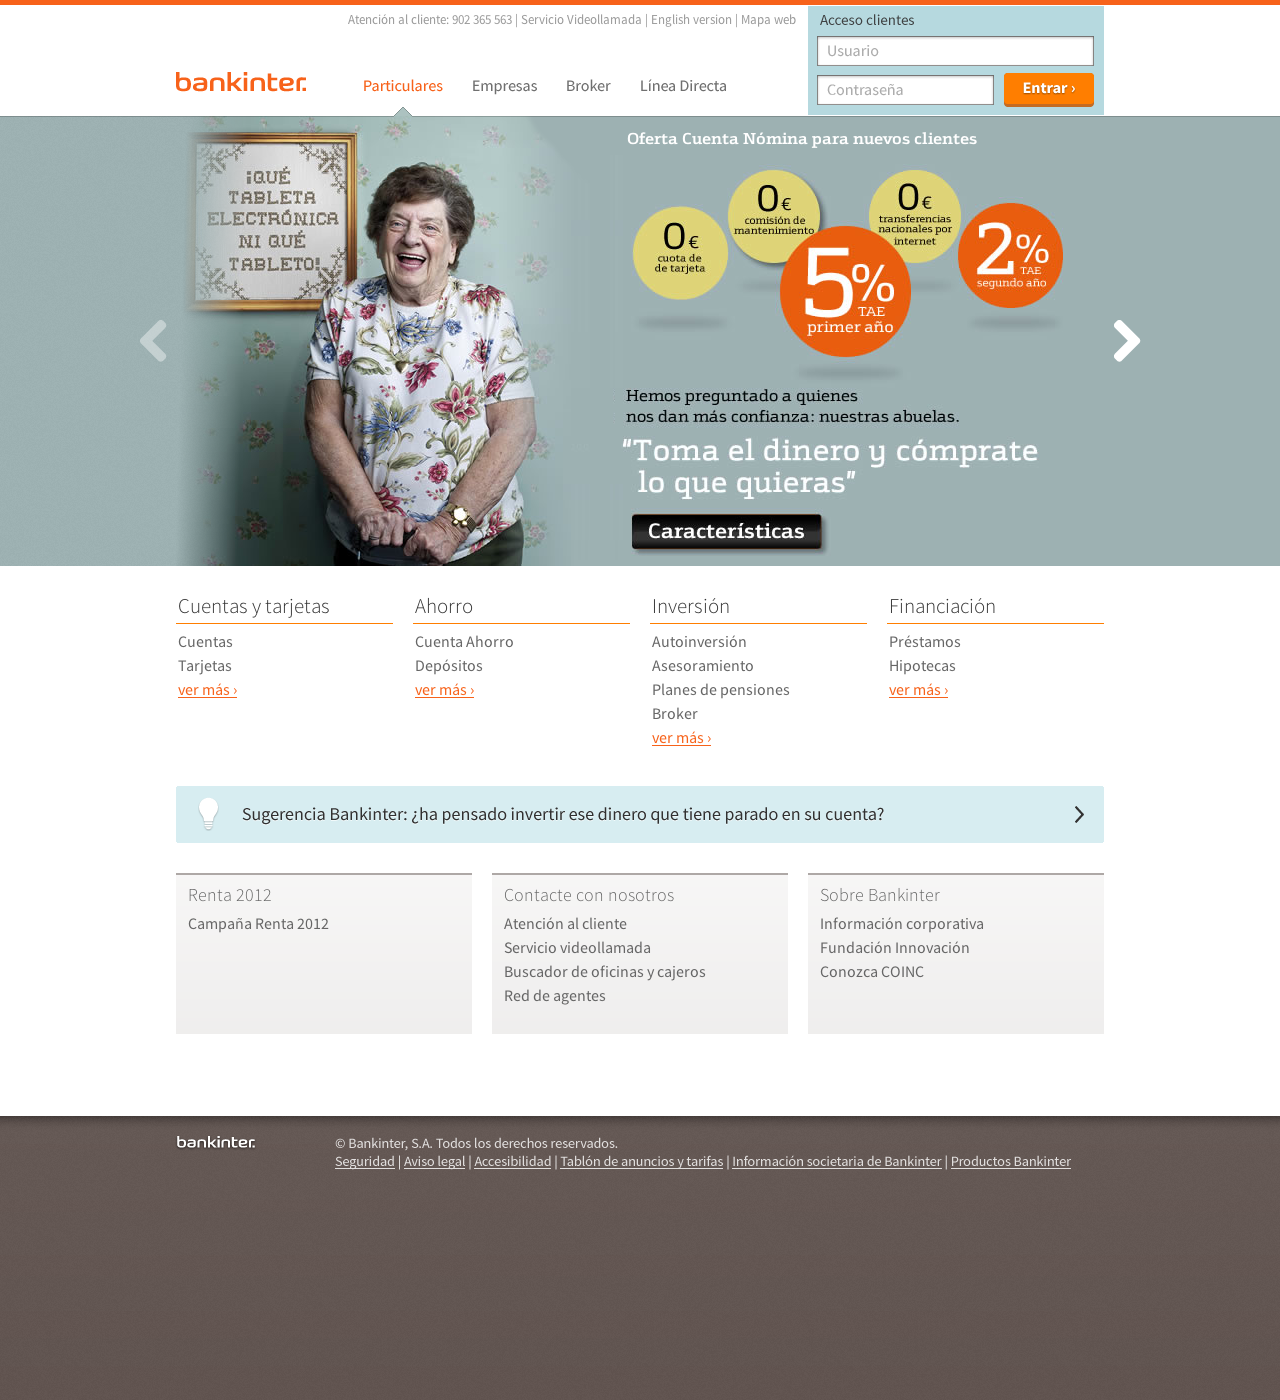 Atención al cliente: 902 365 563 | Servicio Videollamada | English version | Mapa web
Acceso clientes
Usuario
Contraseña
Entrar ›
bankinter.
Particulares
Empresas
Broker
Línea Directa
¡QUÉ
TABLETA
ELECTRÓNICA
NI QUÉ
TABLETO!
Oferta Cuenta Nómina para nuevos clientes
0€
cuota de
de tarjeta
0€
comisión de
mantenimiento
5%
TAE
primer año
0€
transferencias
nacionales por
internet
2%
TAE
segundo año
Hemos preguntado a quienes
nos dan más confianza: nuestras abuelas.
“Toma el dinero y cómprate
lo que quieras”
Características
Cuentas y tarjetas
Cuentas
Tarjetas
ver más ›
Ahorro
Cuenta Ahorro
Depósitos
ver más ›
Inversión
Autoinversión
Asesoramiento
Planes de pensiones
Broker
ver más ›
Financiación
Préstamos
Hipotecas
ver más ›
Sugerencia Bankinter: ¿ha pensado invertir ese dinero que tiene parado en su cuenta?
Renta 2012
Campaña Renta 2012
Contacte con nosotros
Atención al cliente
Servicio videollamada
Buscador de oficinas y cajeros
Red de agentes
Sobre Bankinter
Información corporativa
Fundación Innovación
Conozca COINC
bankinter.
© Bankinter, S.A. Todos los derechos reservados.
Seguridad | Aviso legal | Accesibilidad | Tablón de anuncios y tarifas | Información societaria de Bankinter | Productos Bankinter